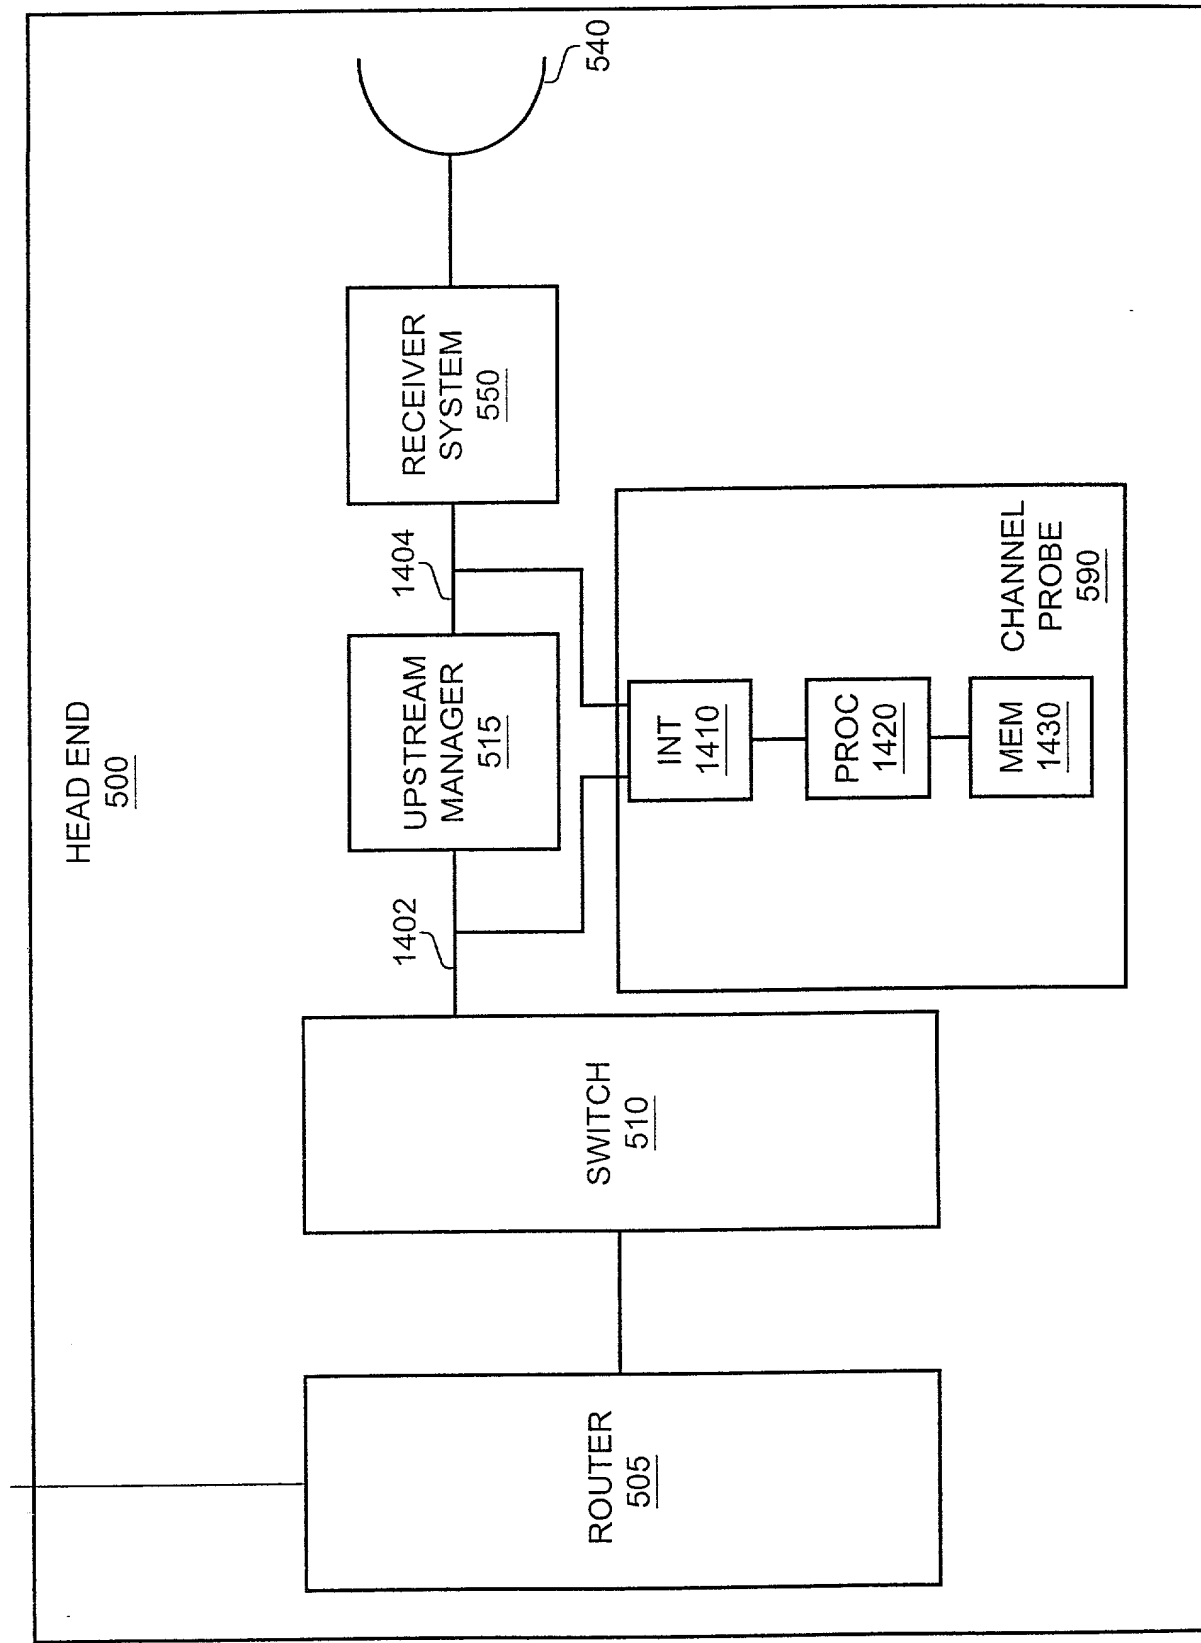 HEAD END
500
ROUTER
505
SWITCH
510
1402
UPSTREAM
MANAGER
515
1404
RECEIVER
SYSTEM
550
540
INT
1410
PROC
1420
MEM
1430
CHANNEL
PROBE
590